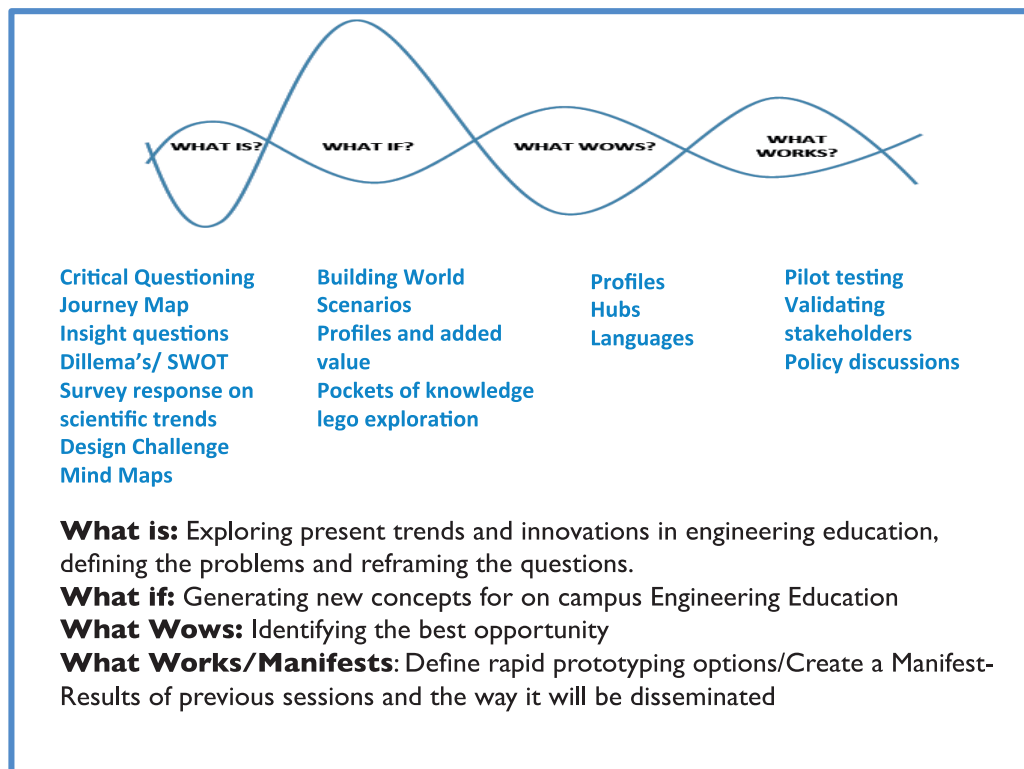 WHAT IS?
WHAT IF?
WHAT WOWS?
WHAT
WORKS?
Critical Questioning
Journey Map
Insight questions
Dillema's/ SWOT
Survey response on
scientific trends
Design Challenge
Mind Maps
Building World
Scenarios
Profiles and added
value
Pockets of knowledge
lego exploration
Profiles
Hubs
Languages
Pilot testing
Validating
stakeholders
Policy discussions
What is: Exploring present trends and innovations in engineering education,
defining the problems and reframing the questions.
What if: Generating new concepts for on campus Engineering Education
What Wows: Identifying the best opportunity
What Works/Manifests: Define rapid prototyping options/Create a Manifest-
Results of previous sessions and the way it will be disseminated